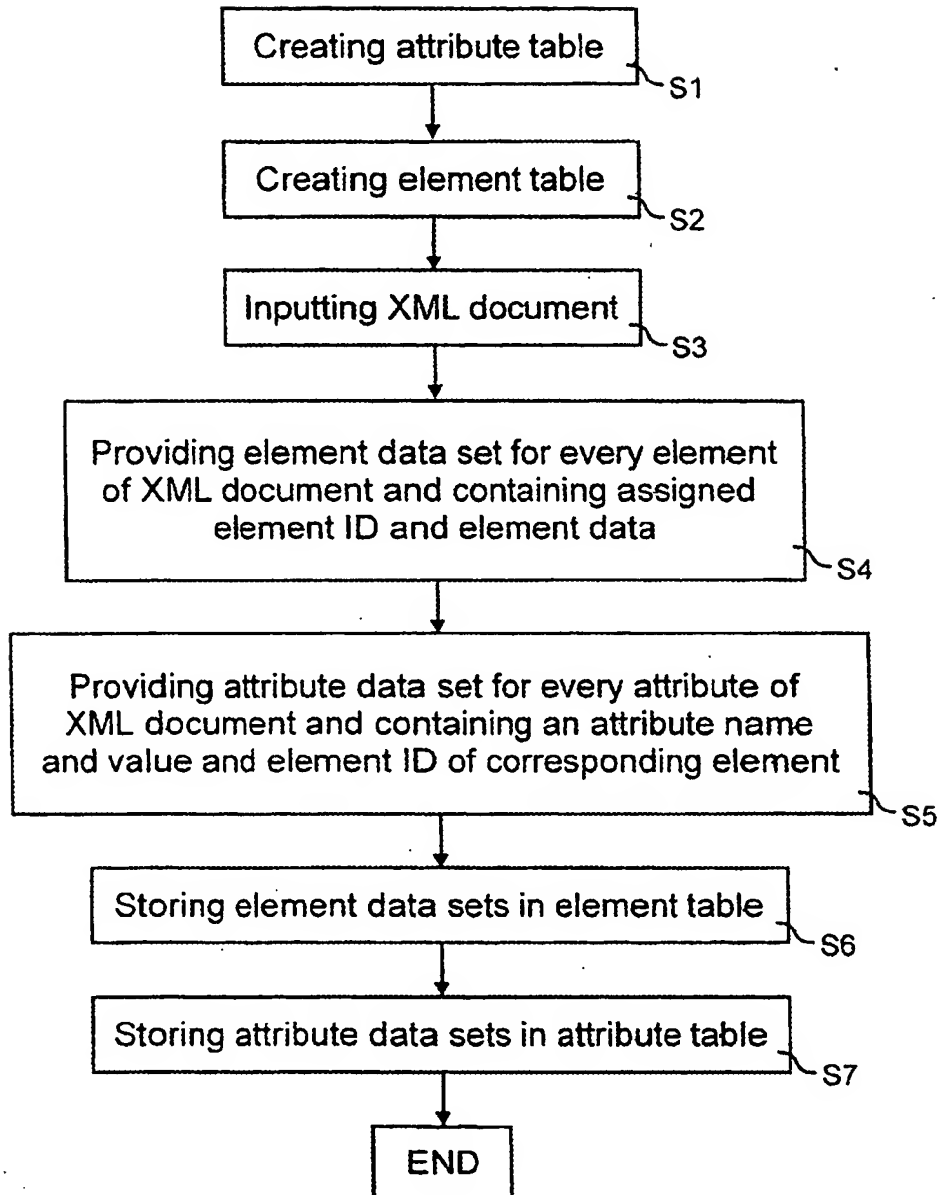 Creating attribute table
S1
Creating element table
S2
Inputting XML document
S3
Providing element data set for every element
of XML document and containing assigned
element ID and element data
S4
Providing attribute data set for every attribute of
XML document and containing an attribute name
and value and element ID of corresponding element
S5
Storing element data sets in element table
S6
Storing attribute data sets in attribute table
S7
END